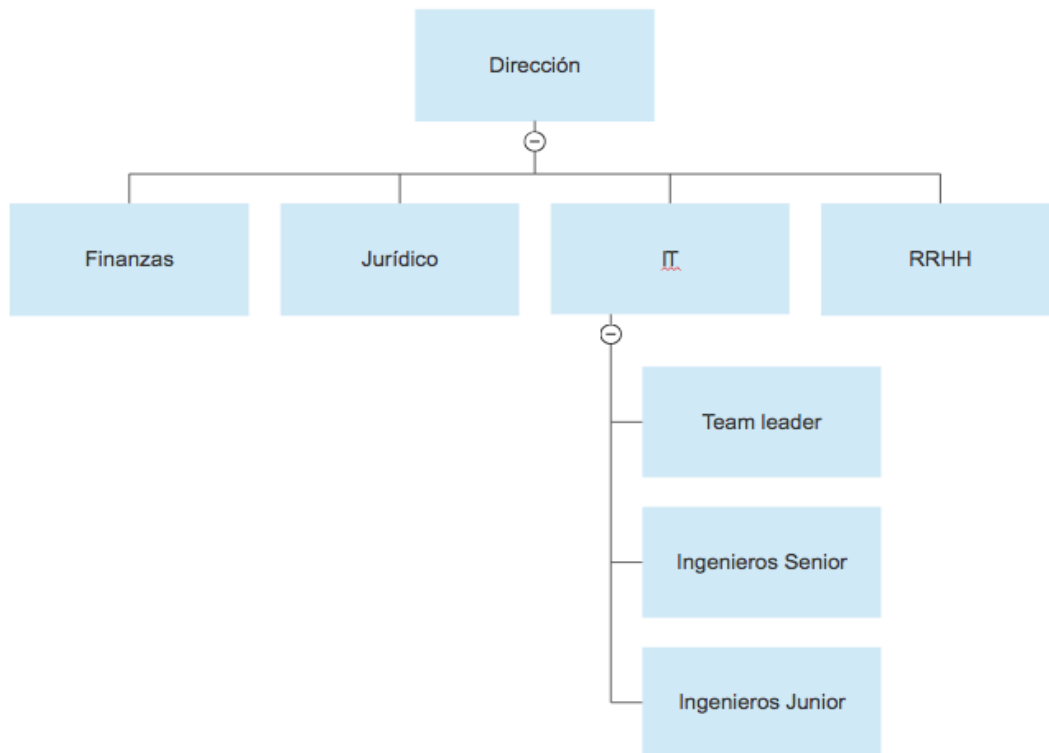 Dirección
Finanzas
Jurídico
IT
RRHH
Team leader
Ingenieros Senior
Ingenieros Junior